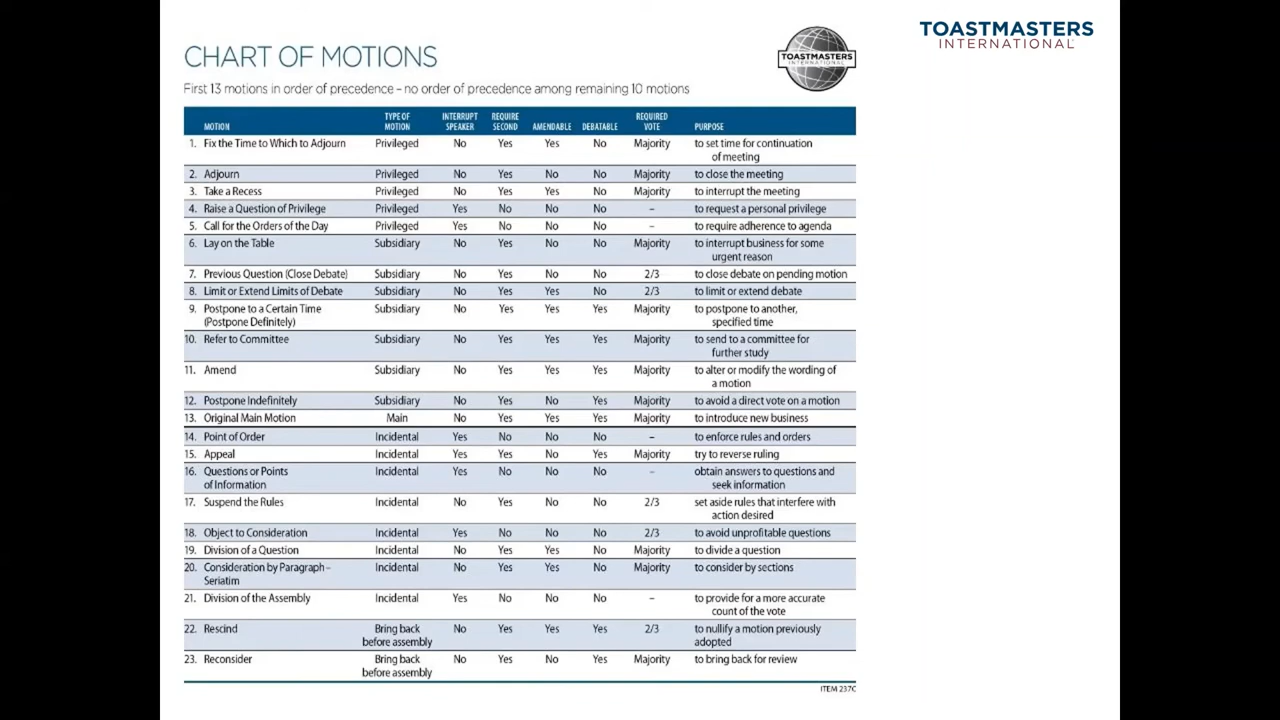 TOASTMASTERS
INTERNATIONAL
CHART OF MOTIONS
TOASTMASTERS
INTERNATIONAL
First 13 motions in order of precedence – no order of precedence among remaining 10 motions
MOTION TYPE OF MOTION INTERRUPT SPEAKER REQUIRE SECOND AMENDABLE DEBATABLE REQUIRED VOTE PURPOSE
1. Fix the Time to Which to Adjourn Privileged No Yes Yes No Majority to set time for continuation
of meeting
2. Adjourn Privileged No Yes No No Majority to close the meeting
3. Take a Recess Privileged No Yes Yes No Majority to interrupt the meeting
4. Raise a Question of Privilege Privileged Yes No No No – to request a personal privilege
5. Call for the Orders of the Day Privileged Yes No No No – to require adherence to agenda
6. Lay on the Table Subsidiary No Yes No No Majority to interrupt business for some
urgent reason
7. Previous Question (Close Debate) Subsidiary No Yes No No 2/3 to close debate on pending motion
8. Limit or Extend Limits of Debate Subsidiary No Yes Yes No 2/3 to limit or extend debate
9. Postpone to a Certain Time Subsidiary No Yes Yes Yes Majority to postpone to another,
(Postpone Definitely) specified time
10. Refer to Committee Subsidiary No Yes Yes Yes Majority to send to a committee for
further study
11. Amend Subsidiary No Yes Yes Yes Majority to alter or modify the wording of
a motion
12. Postpone Indefinitely Subsidiary No Yes No Yes Majority to avoid a direct vote on a motion
13. Original Main Motion Main No Yes Yes Yes Majority to introduce new business
14. Point of Order Incidental Yes No No No – to enforce rules and orders
15. Appeal Incidental Yes Yes No Yes Majority try to reverse ruling
16. Questions or Points Incidental Yes No No No – obtain answers to questions and
of Information seek information
17. Suspend the Rules Incidental No Yes No No 2/3 set aside rules that interfere with
action desired
18. Object to Consideration Incidental Yes No No No 2/3 to avoid unprofitable questions
19. Division of a Question Incidental No Yes Yes No Majority to divide a question
20. Consideration by Paragraph – Incidental No Yes Yes No Majority to consider by sections
Seriatim
21. Division of the Assembly Incidental Yes No No No – to provide for a more accurate
count of the vote
22. Rescind Bring back No Yes Yes Yes 2/3 to nullify a motion previously
before assembly adopted
23. Reconsider Bring back No Yes No Yes Majority to bring back for review
before assembly
ITEM 237C